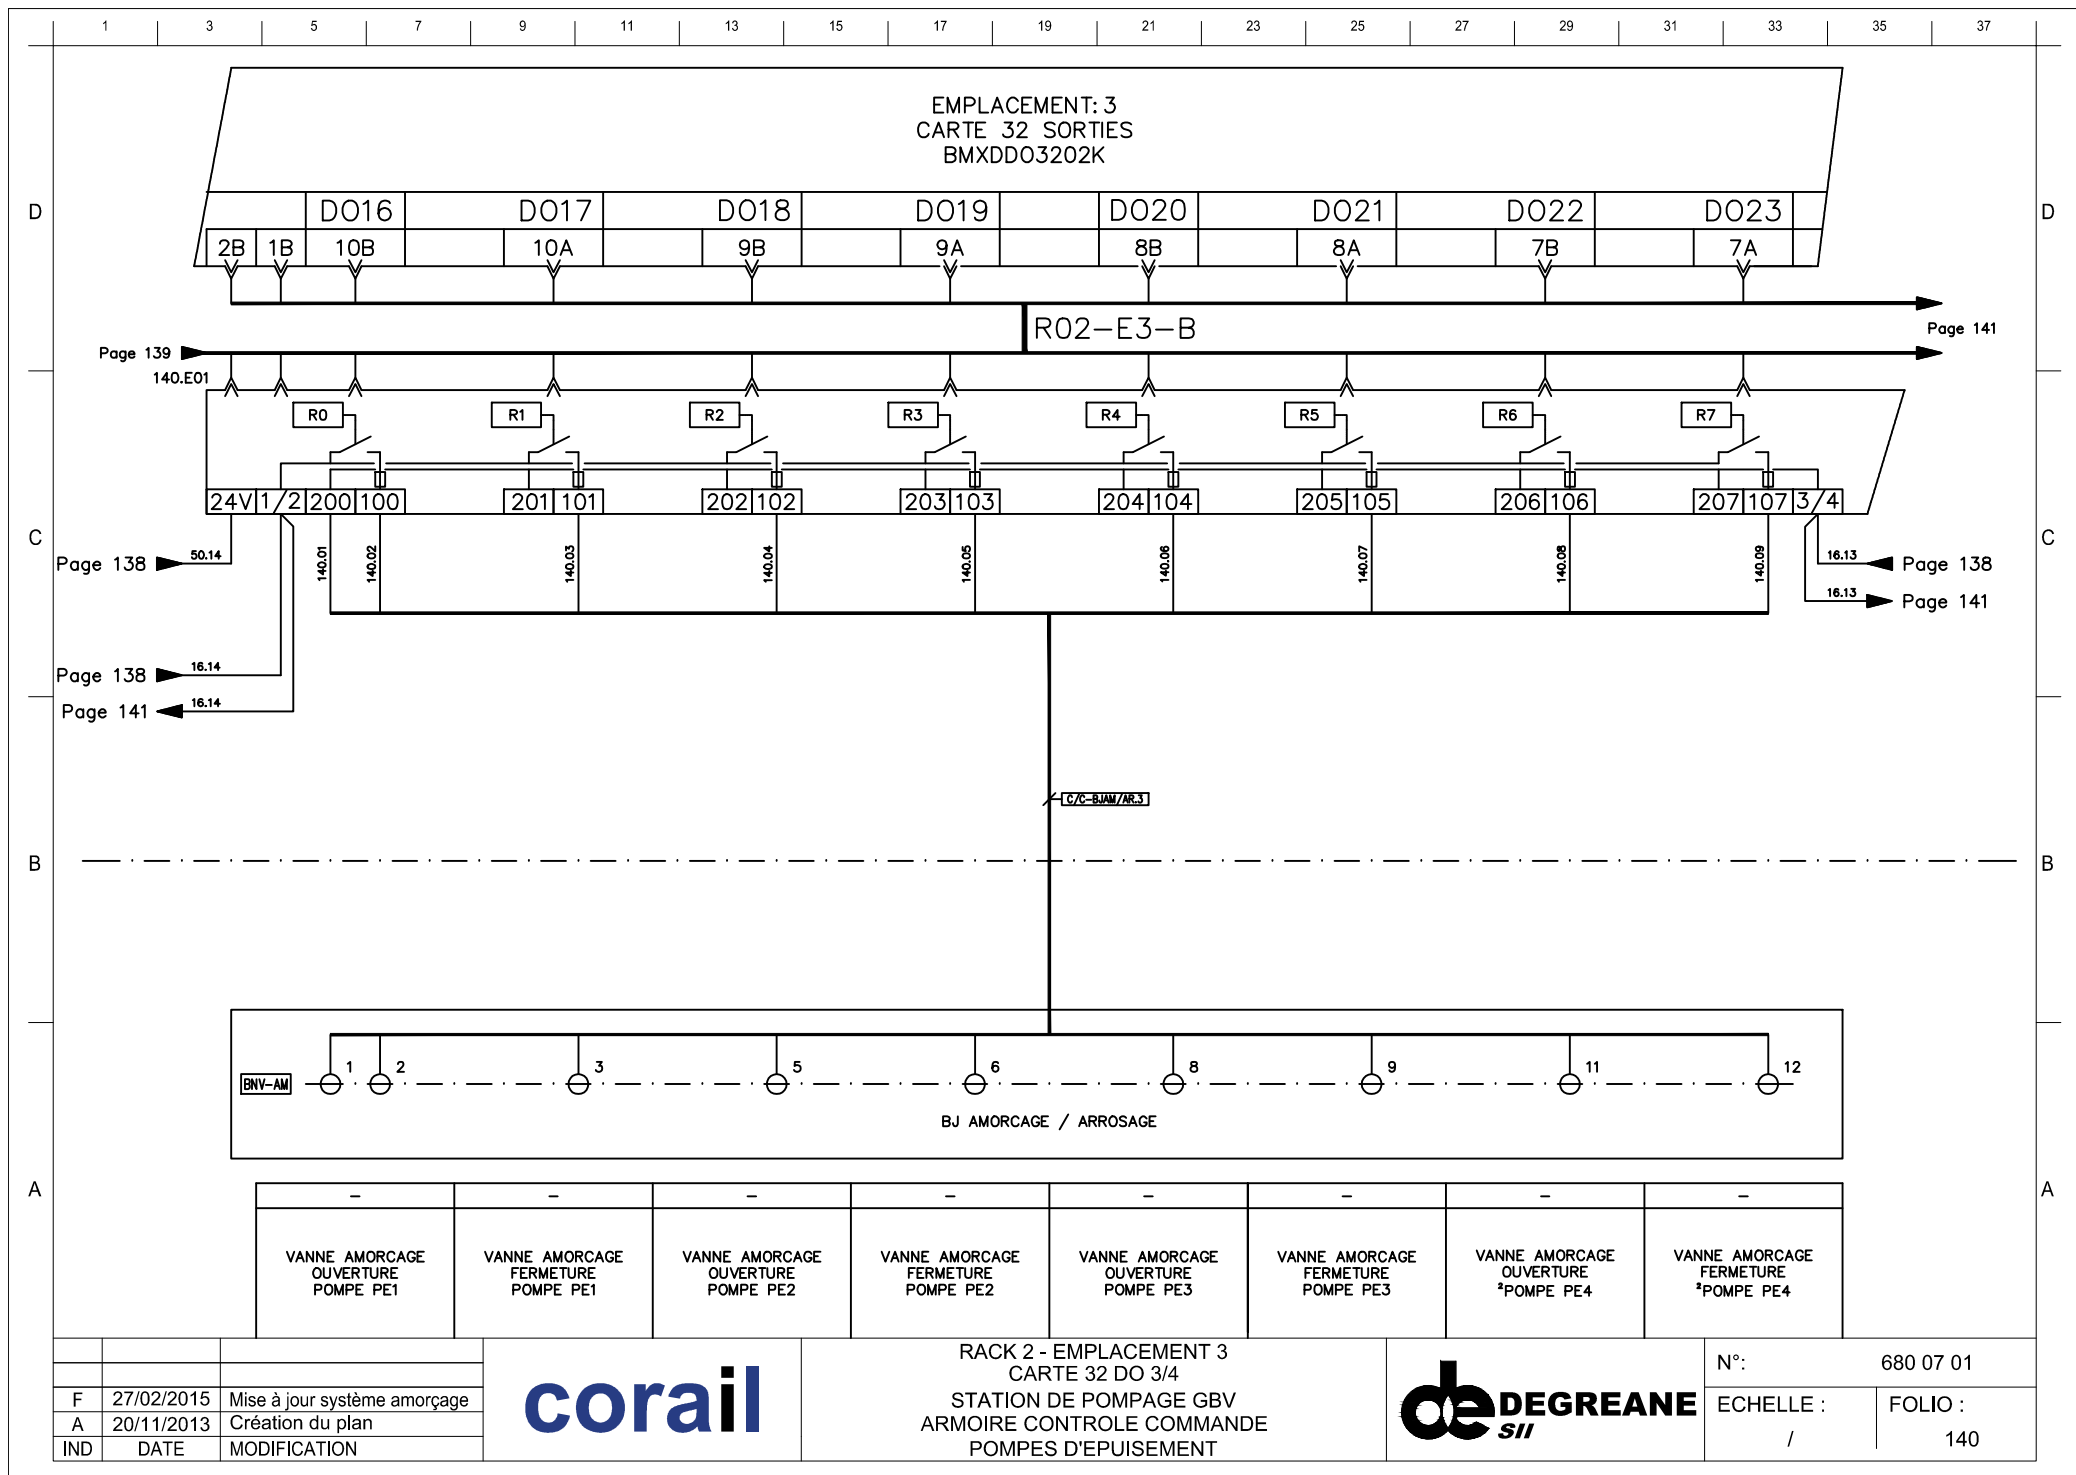 1 3 5 7 9 11 13 15 17 19 21 23 25 27 29 31 33 35 37
EMPLACEMENT: 3
CARTE 32 SORTIES
BMXDDO3202K
D DO16 DO17 DO18 DO19 DO20 DO21 DO22 DO23 D
2B 1B 10B 10A 9B 9A 8B 8A 7B 7A
R02-E3-B
Page 141
Page 139
140.E01
R0 R1 R2 R3 R4 R5 R6 R7
24V 1/2 200 100 201 101 202 102 203 103 204 104 205 105 206 106 207 107 3/4
C C
140.01 140.02 140.03 140.04 140.05 140.06 140.07 140.08 140.09
Page 138 50.14
16.13 Page 138
16.13 Page 141
Page 138 16.14
Page 141 16.14
C/C-BJAM/AR.3
B B
1 2 3 5 6 8 9 11 12
BNV-AM
BJ AMORCAGE / ARROSAGE
A A
- - - - - - - -
VANNE AMORCAGE
OUVERTURE
POMPE PE1
VANNE AMORCAGE
FERMETURE
POMPE PE1
VANNE AMORCAGE
OUVERTURE
POMPE PE2
VANNE AMORCAGE
FERMETURE
POMPE PE2
VANNE AMORCAGE
OUVERTURE
POMPE PE3
VANNE AMORCAGE
FERMETURE
POMPE PE3
VANNE AMORCAGE
OUVERTURE
²POMPE PE4
VANNE AMORCAGE
FERMETURE
²POMPE PE4
F 27/02/2015 Mise à jour système amorçage
A 20/11/2013 Création du plan
IND DATE MODIFICATION
corail
RACK 2 - EMPLACEMENT 3
CARTE 32 DO 3/4
STATION DE POMPAGE GBV
ARMOIRE CONTROLE COMMANDE
POMPES D'EPUISEMENT
de DEGREANE
SII
N°: 680 07 01
ECHELLE : FOLIO :
/ 140